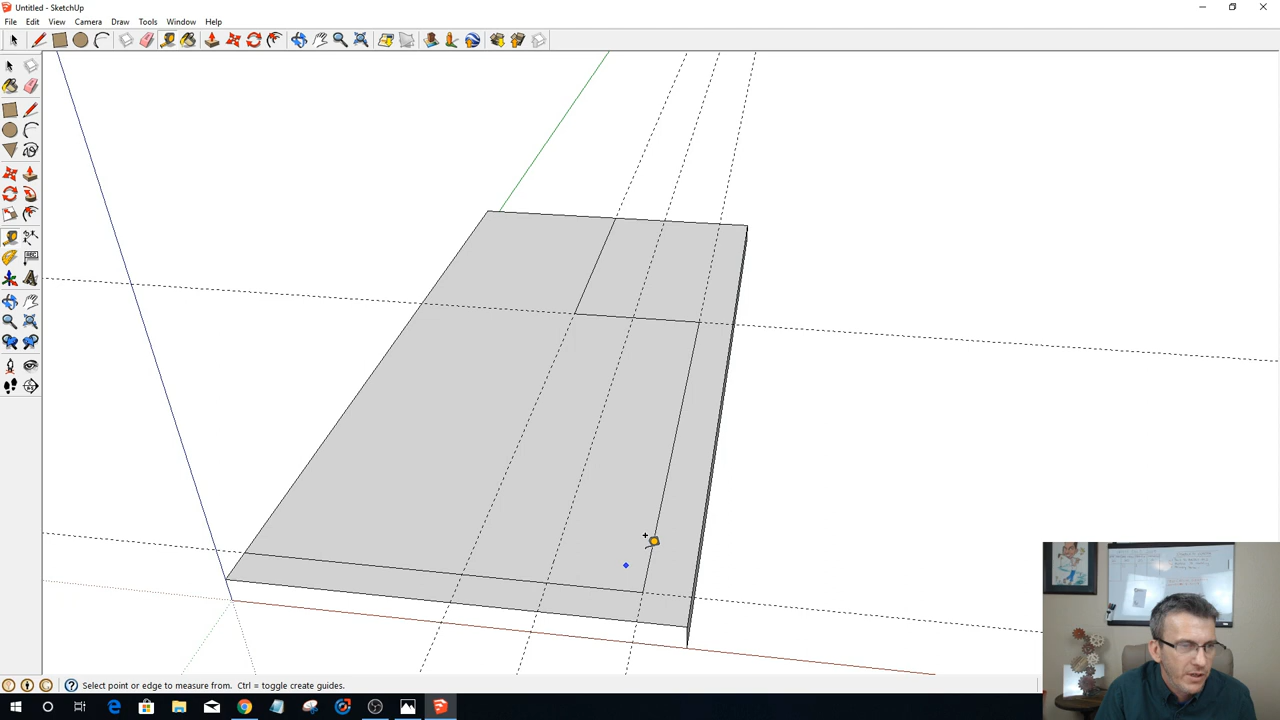 Untitled - SketchUp
File Edit View Camera Draw Tools Window Help
Select point or edge to measure from. Ctrl = toggle create guides.